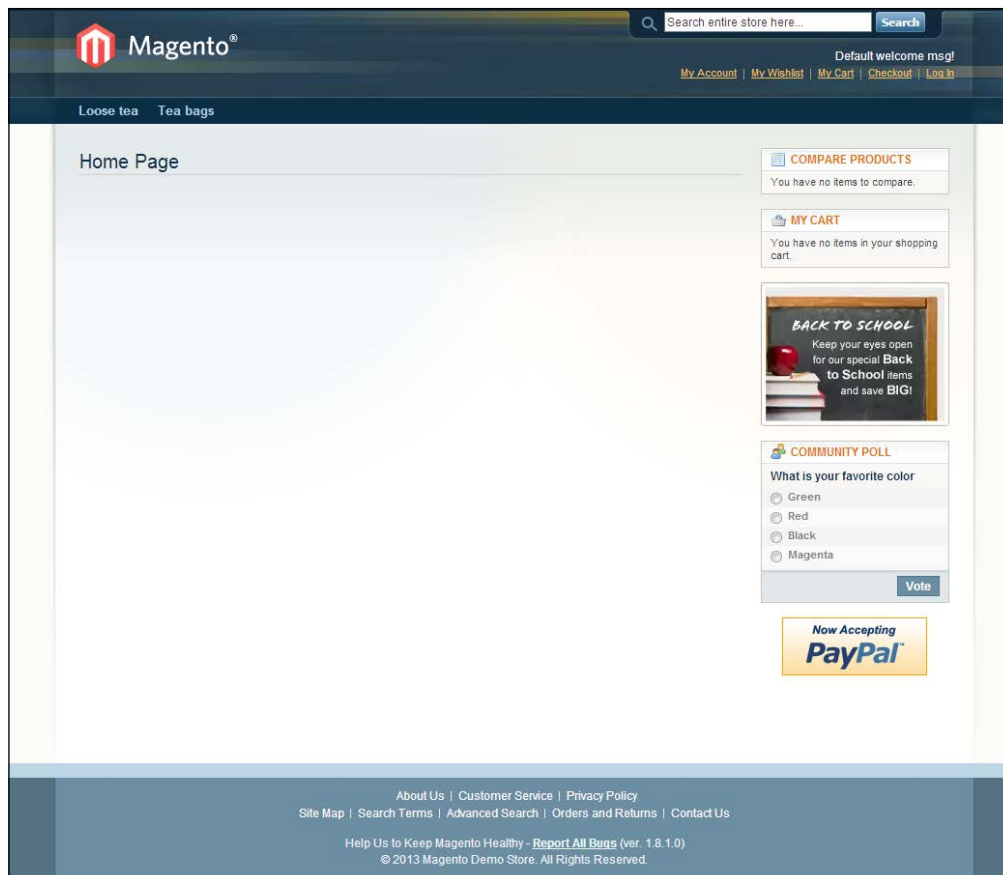 Magento®
Search entire store here...
Search
Default welcome msg!
My Account | My Wishlist | My Cart | Checkout | Log In
Loose tea Tea bags
Home Page
COMPARE PRODUCTS
You have no items to compare.
MY CART
You have no items in your shopping
cart.
BACK TO SCHOOL
Keep your eyes open
for our special Back
to School items
and save BIG!
COMMUNITY POLL
What is your favorite color
Green
Red
Black
Magenta
Vote
Now Accepting
PayPal™
About Us | Customer Service | Privacy Policy
Site Map | Search Terms | Advanced Search | Orders and Returns | Contact Us
Help Us to Keep Magento Healthy - Report All Bugs (ver. 1.8.1.0)
© 2013 Magento Demo Store. All Rights Reserved.